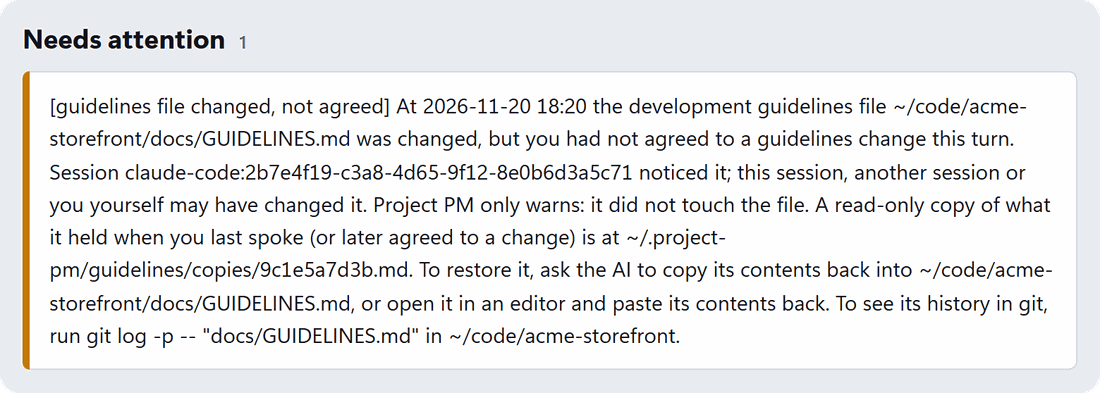 Needs attention 1
[guidelines file changed, not agreed] At 2026-11-20 18:20 the development guidelines file ~/code/acme-
storefront/docs/GUIDELINES.md was changed, but you had not agreed to a guidelines change this turn.
Session claude-code:2b7e4f19-c3a8-4d65-9f12-8e0b6d3a5c71 noticed it; this session, another session or
you yourself may have changed it. Project PM only warns: it did not touch the file. A read-only copy of what
it held when you last spoke (or later agreed to a change) is at ~/.project-
pm/guidelines/copies/9c1e5a7d3b.md. To restore it, ask the AI to copy its contents back into ~/code/acme-
storefront/docs/GUIDELINES.md, or open it in an editor and paste its contents back. To see its history in git,
run git log -p -- "docs/GUIDELINES.md" in ~/code/acme-storefront.